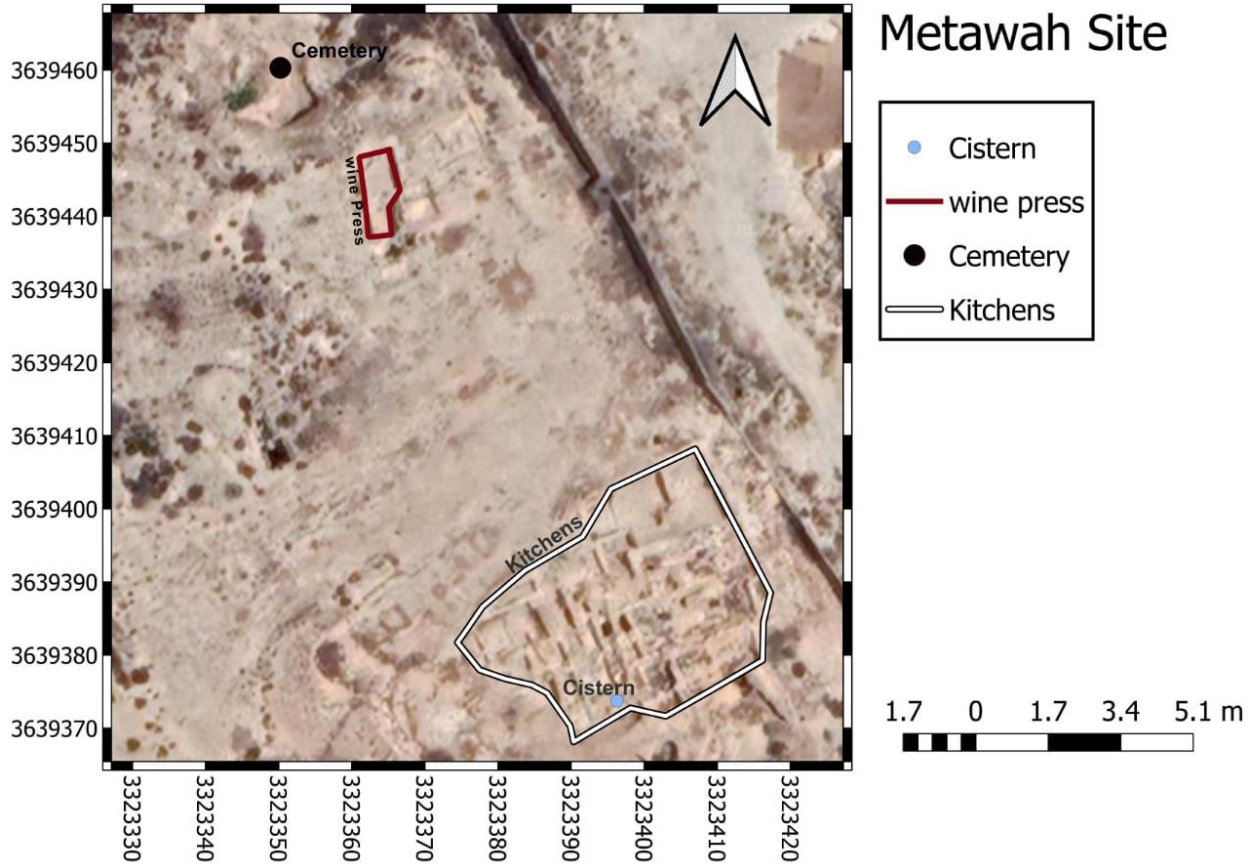 Metawah Site
Cistern
wine press
Cemetery
Kitchens
1.7 0 1.7 3.4 5.1 m
Cemetery
wine Press
Kitchens
Cistern
3639460
3639450
3639440
3639430
3639420
3639410
3639400
3639390
3639380
3639370
3323330
3323340
3323350
3323360
3323370
3323380
3323390
3323400
3323410
3323420